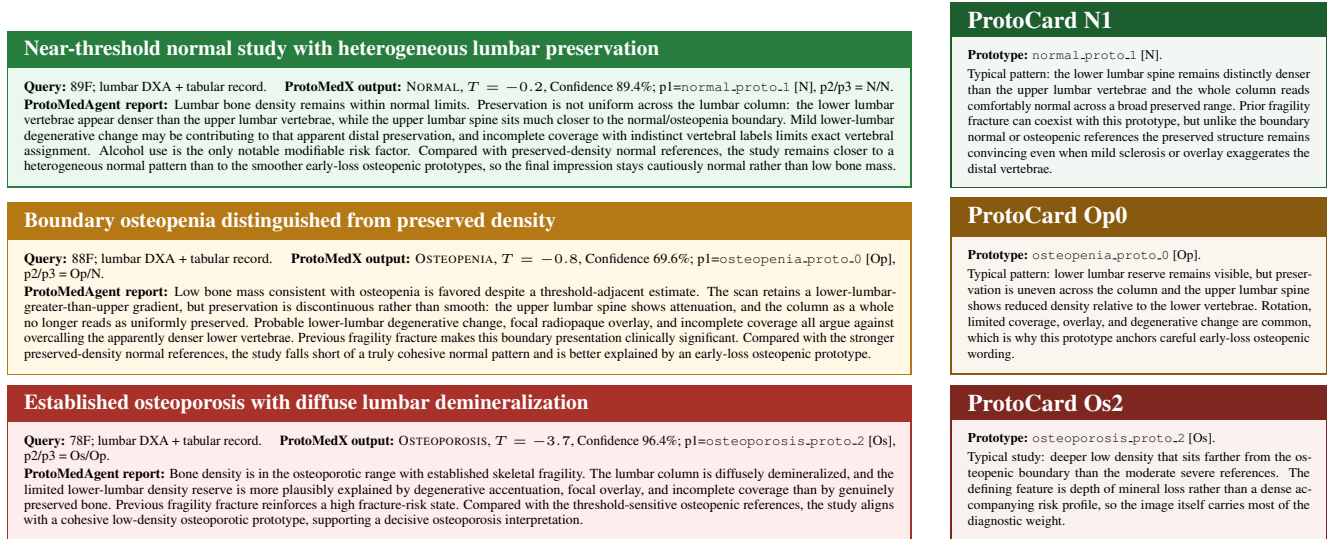 Near-threshold normal study with heterogeneous lumbar preservation
Query: 89F; lumbar DXA + tabular record. ProtoMedX output: NORMAL, T = −0.2, Confidence 89.4%; p1=normal_proto_1 [N], p2/p3 = N/N.
ProtoMedAgent report: Lumbar bone density remains within normal limits. Preservation is not uniform across the lumbar column: the lower lumbar
vertebrae appear denser than the upper lumbar vertebrae, while the upper lumbar spine sits much closer to the normal/osteopenia boundary. Mild lower-lumbar
degenerative change may be contributing to that apparent distal preservation, and incomplete coverage with indistinct vertebral labels limits exact vertebral
assignment. Alcohol use is the only notable modifiable risk factor. Compared with preserved-density normal references, the study remains closer to a
heterogeneous normal pattern than to the smoother early-loss osteopenic prototypes, so the final impression stays cautiously normal rather than low bone mass.
ProtoCard N1
Prototype: normal_proto_1 [N].
Typical pattern: the lower lumbar spine remains distinctly denser
than the upper lumbar vertebrae and the whole column reads
comfortably normal across a broad preserved range. Prior fragility
fracture can coexist with this prototype, but unlike the boundary
normal or osteopenic references the preserved structure remains
convincing even when mild sclerosis or overlay exaggerates the
distal vertebrae.
Boundary osteopenia distinguished from preserved density
Query: 88F; lumbar DXA + tabular record. ProtoMedX output: OSTEOPENIA, T = −0.8, Confidence 69.6%; p1=osteopenia_proto_0 [Op],
p2/p3 = Op/N.
ProtoMedAgent report: Low bone mass consistent with osteopenia is favored despite a threshold-adjacent estimate. The scan retains a lower-lumbar-
greater-than-upper gradient, but preservation is discontinuous rather than smooth: the upper lumbar spine shows attenuation, and the column as a whole
no longer reads as uniformly preserved. Probable lower-lumbar degenerative change, focal radiopaque overlay, and incomplete coverage all argue against
overcalling the apparently denser lower vertebrae. Previous fragility fracture makes this boundary presentation clinically significant. Compared with the stronger
preserved-density normal references, the study falls short of a truly cohesive normal pattern and is better explained by an early-loss osteopenic prototype.
ProtoCard Op0
Prototype: osteopenia_proto_0 [Op].
Typical pattern: lower lumbar reserve remains visible, but preser-
vation is uneven across the column and the upper lumbar spine
shows reduced density relative to the lower vertebrae. Rotation,
limited coverage, overlay, and degenerative change are common,
which is why this prototype anchors careful early-loss osteopenic
wording.
Established osteoporosis with diffuse lumbar demineralization
Query: 78F; lumbar DXA + tabular record. ProtoMedX output: OSTEOPOROSIS, T = −3.7, Confidence 96.4%; p1=osteoporosis_proto_2 [Os],
p2/p3 = Os/Op.
ProtoMedAgent report: Bone density is in the osteoporotic range with established skeletal fragility. The lumbar column is diffusely demineralized, and the
limited lower-lumbar density reserve is more plausibly explained by degenerative accentuation, focal overlay, and incomplete coverage than by genuinely
preserved bone. Previous fragility fracture reinforces a high fracture-risk state. Compared with the threshold-sensitive osteopenic references, the study aligns
with a cohesive low-density osteoporotic prototype, supporting a decisive osteoporosis interpretation.
ProtoCard Os2
Prototype: osteoporosis_proto_2 [Os].
Typical study: deeper low density that sits farther from the os-
teopenic boundary than the moderate severe references. The
defining feature is depth of mineral loss rather than a dense ac-
companying risk profile, so the image itself carries most of the
diagnostic weight.